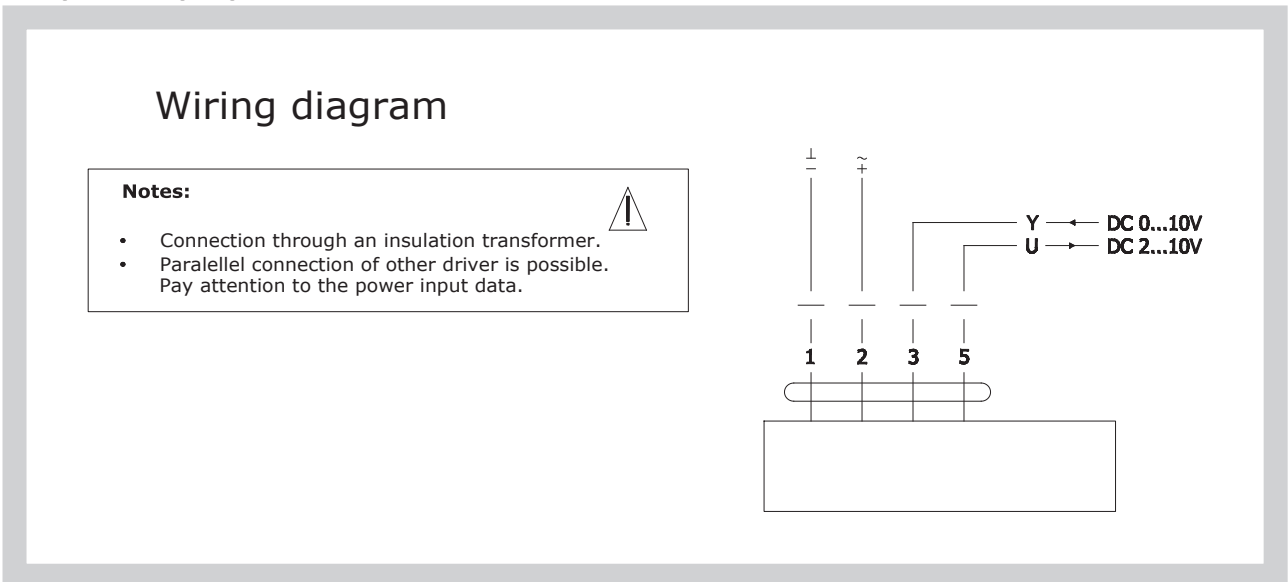 Wiring diagram
Notes:
• Connection through an insulation transformer.
• Paralellel connection of other driver is possible.
Pay attention to the power input data.
⊥ ~
− +
Y DC 0...10V
U DC 2...10V
1 2 3 5